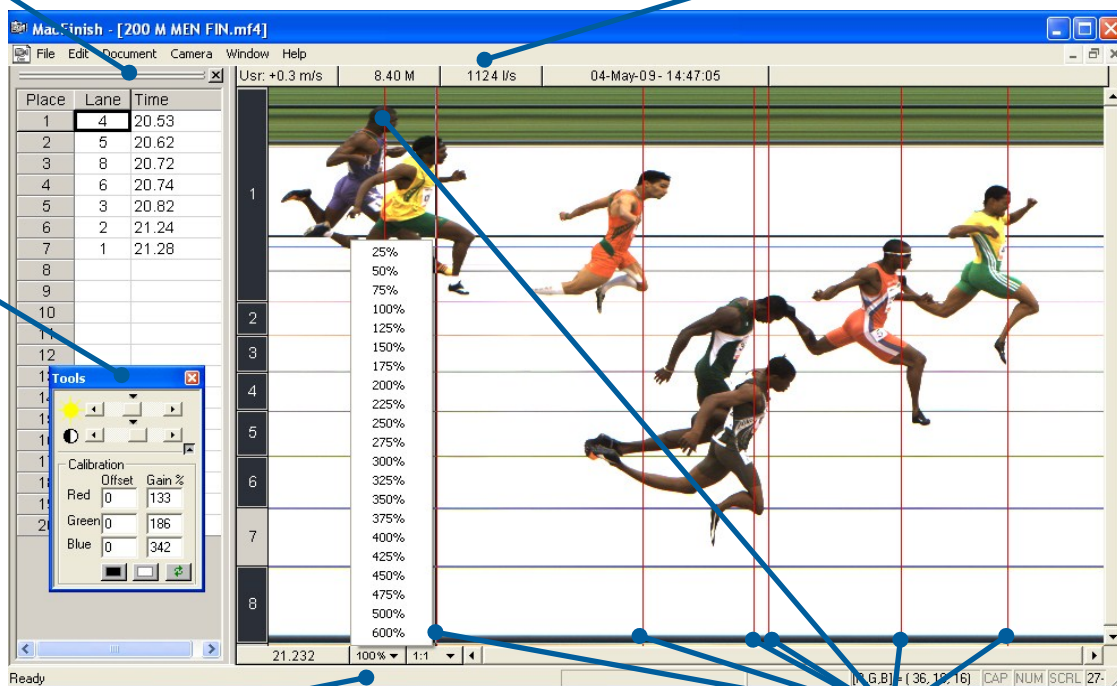 MacFinish - [200 M MEN FIN.mf4]
File Edit Document Camera Window Help
Usr: +0.3 m/s 8.40 M 1124 l/s 04-May-09 - 14:47:05
Place Lane Time
1 4 20.53
2 5 20.62
3 8 20.72
4 6 20.74
5 3 20.82
6 2 21.24
7 1 21.28
8
9
10
11
12
Tools
Calibration
Offset Gain %
Red 0 133
Green 0 186
Blue 0 342
1
2
3
4
5
6
7
8
25%
50%
75%
100%
125%
150%
175%
200%
225%
250%
275%
300%
325%
350%
375%
400%
425%
450%
475%
500%
600%
21.232 100% 1:1
Ready CAP NUM SCRL 27-